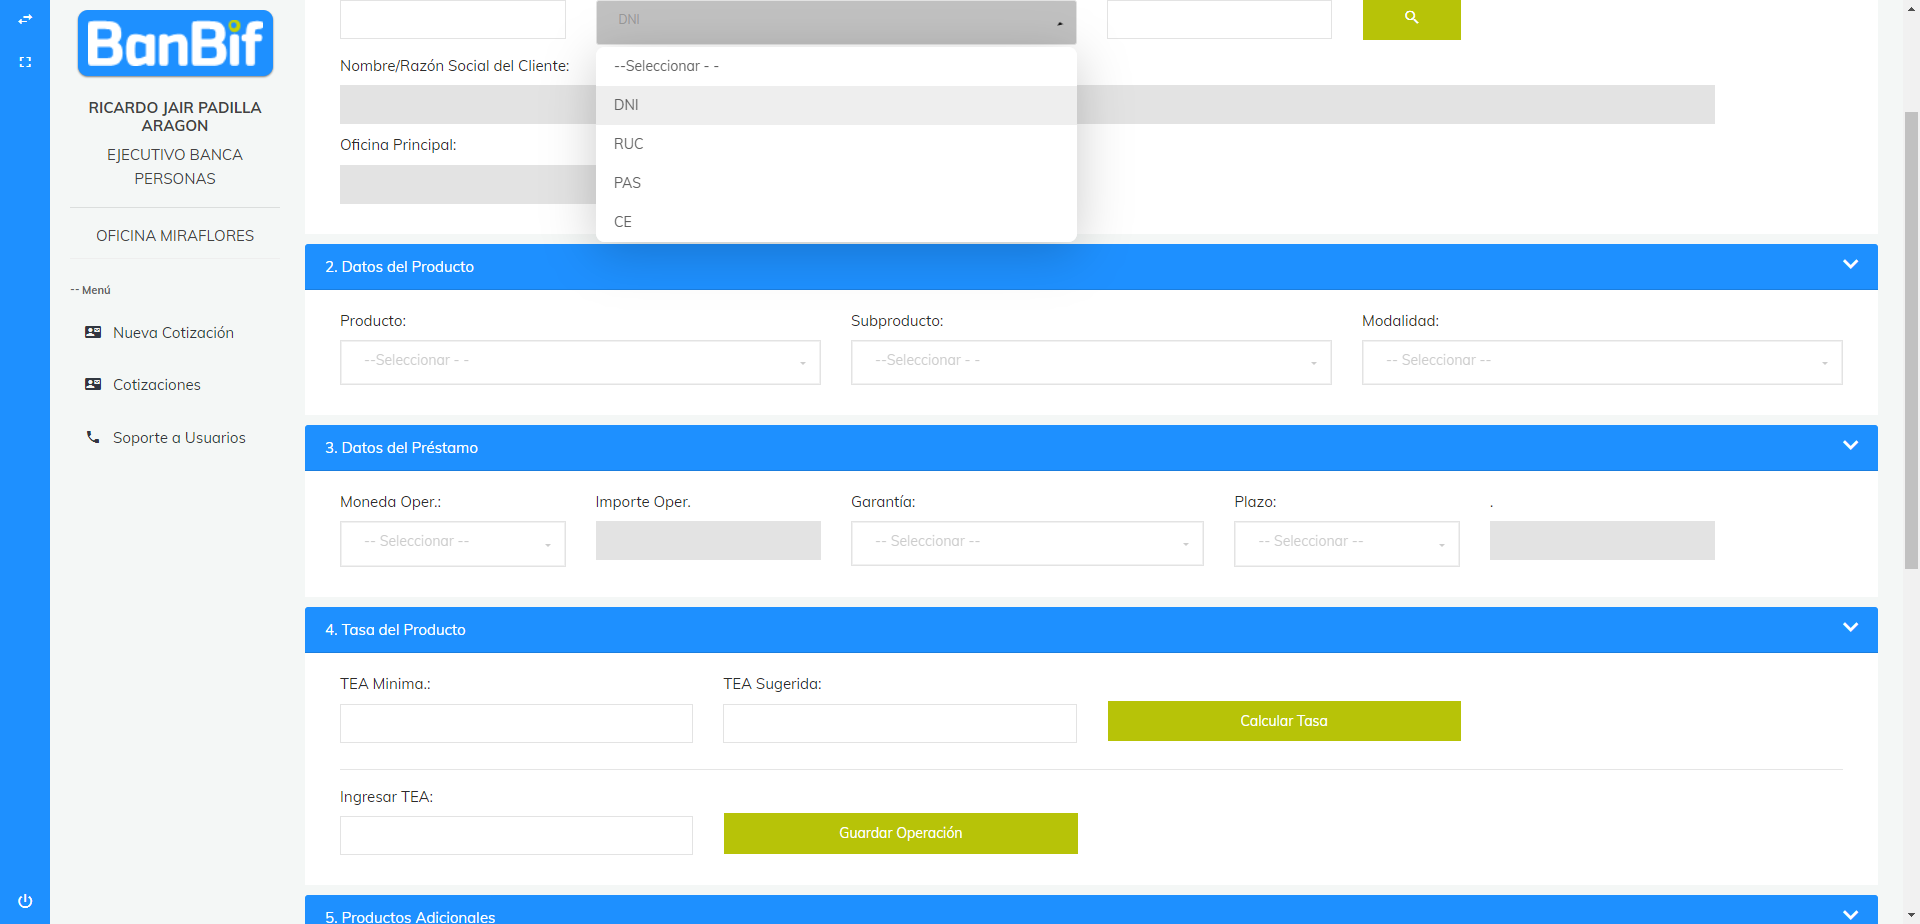 BanBif
RICARDO JAIR PADILLA
ARAGON
EJECUTIVO BANCA
PERSONAS
OFICINA MIRAFLORES
-- Menú
Nueva Cotización
Cotizaciones
Soporte a Usuarios
DNI
--Seleccionar - -
DNI
RUC
PAS
CE
Nombre/Razón Social del Cliente:
Oficina Principal:
2. Datos del Producto
Producto: Subproducto: Modalidad:
--Seleccionar - - --Seleccionar - - -- Seleccionar --
3. Datos del Préstamo
Moneda Oper.: Importe Oper. Garantía: Plazo: .
-- Seleccionar -- -- Seleccionar -- -- Seleccionar --
4. Tasa del Producto
TEA Minima.: TEA Sugerida:
Calcular Tasa
Ingresar TEA:
Guardar Operación
5. Productos Adicionales